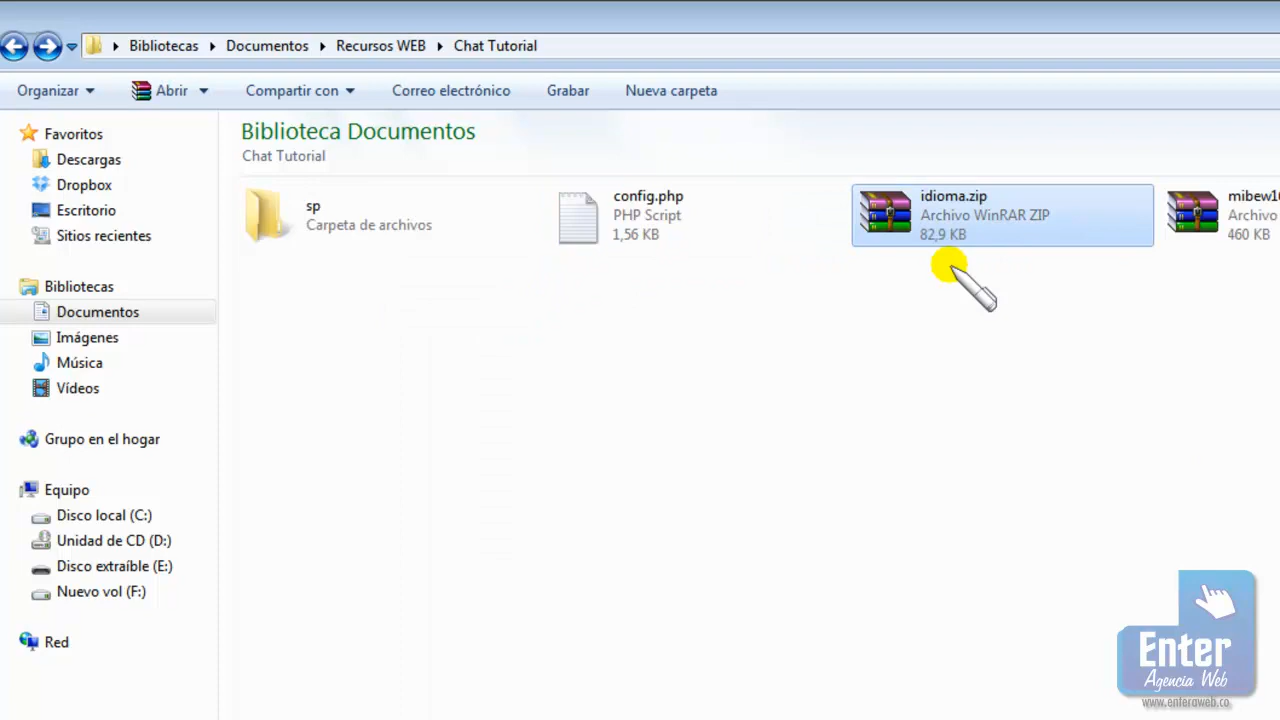 Bibliotecas Documentos Recursos WEB Chat Tutorial
Organizar Abrir Compartir con Correo electrónico Grabar Nueva carpeta
Favoritos
Descargas
Dropbox
Escritorio
Sitios recientes
Bibliotecas
Documentos
Imágenes
Música
Vídeos
Grupo en el hogar
Equipo
Disco local (C:)
Unidad de CD (D:)
Disco extraíble (E:)
Nuevo vol (F:)
Red
Biblioteca Documentos
Chat Tutorial
sp
Carpeta de archivos
config.php
PHP Script
1,56 KB
idioma.zip
Archivo WinRAR ZIP
82,9 KB
Archivo
460 KB
Enter
Agencia Web
www.enteraweb.co